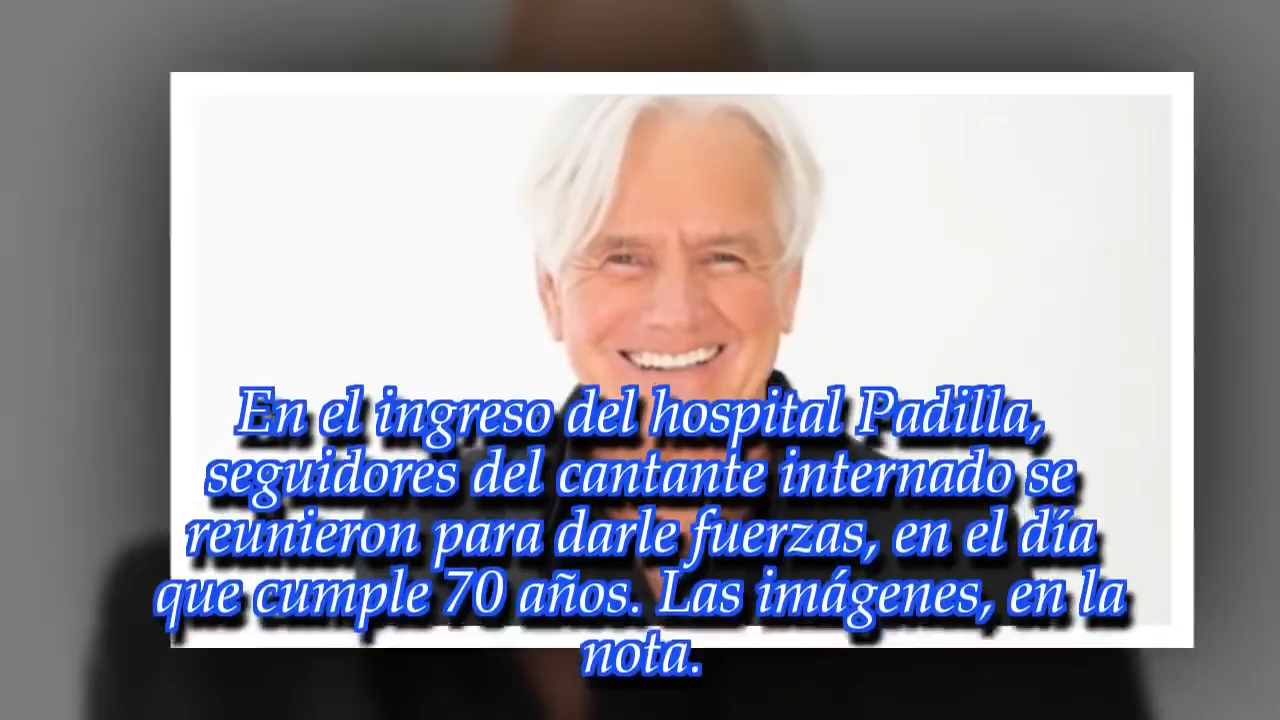 En el ingreso del hospital Padilla,
seguidores del cantante internado se
reunieron para darle fuerzas, en el día
que cumple 70 años. Las imágenes, en la
nota.